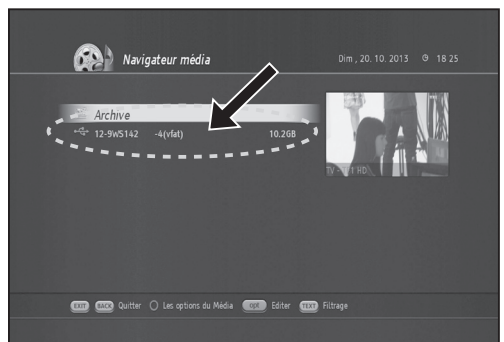 Navigateur média
Dim , 20. 10. 2013 18 25
Archive
12-9WS142 -4(vfat) 10.2GB
EXIT BACK Quitter Les options du Média opt Editer TEXT Filtrage